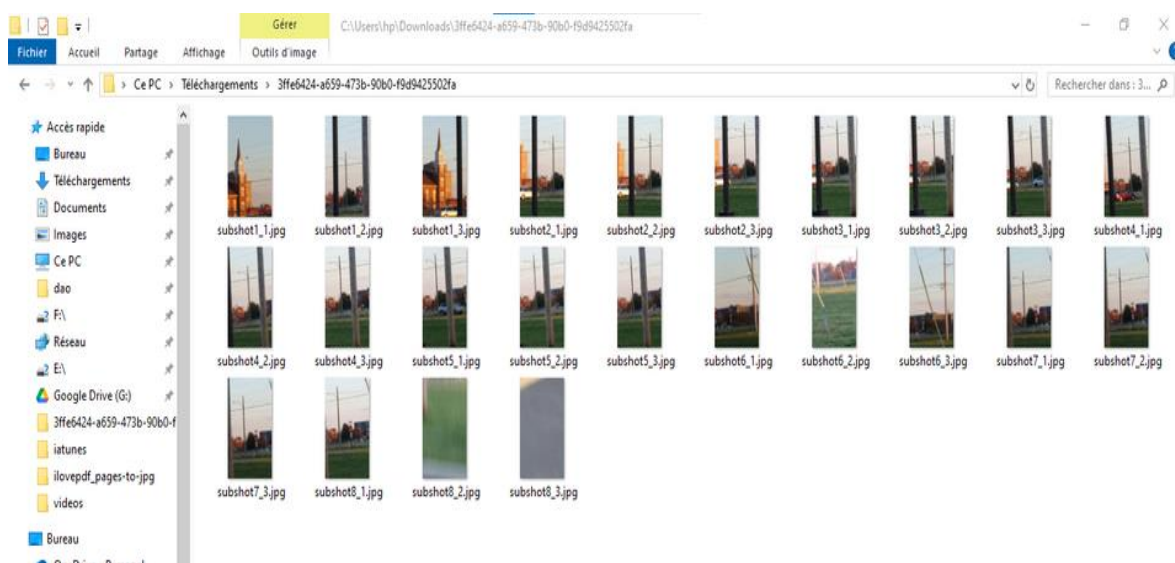 Gérer
C:\Users\hp\Downloads\3ffe6424-a659-473b-90b0-f9d9425502fa
Fichier Accueil Partage Affichage Outils d'image
Ce PC > Téléchargements > 3ffe6424-a659-473b-90b0-f9d9425502fa
Rechercher dans : 3...
Accès rapide
Bureau
Téléchargements
Documents
Images
Ce PC
dao
F:\
Réseau
E:\
Google Drive (G:)
3ffe6424-a659-473b-90b0-f
iatunes
ilovepdf_pages-to-jpg
videos
Bureau
subshot1_1.jpg subshot1_2.jpg subshot1_3.jpg subshot2_1.jpg subshot2_2.jpg subshot2_3.jpg subshot3_1.jpg subshot3_2.jpg subshot3_3.jpg subshot4_1.jpg
subshot4_2.jpg subshot4_3.jpg subshot5_1.jpg subshot5_2.jpg subshot5_3.jpg subshot6_1.jpg subshot6_2.jpg subshot6_3.jpg subshot7_1.jpg subshot7_2.jpg
subshot7_3.jpg subshot8_1.jpg subshot8_2.jpg subshot8_3.jpg